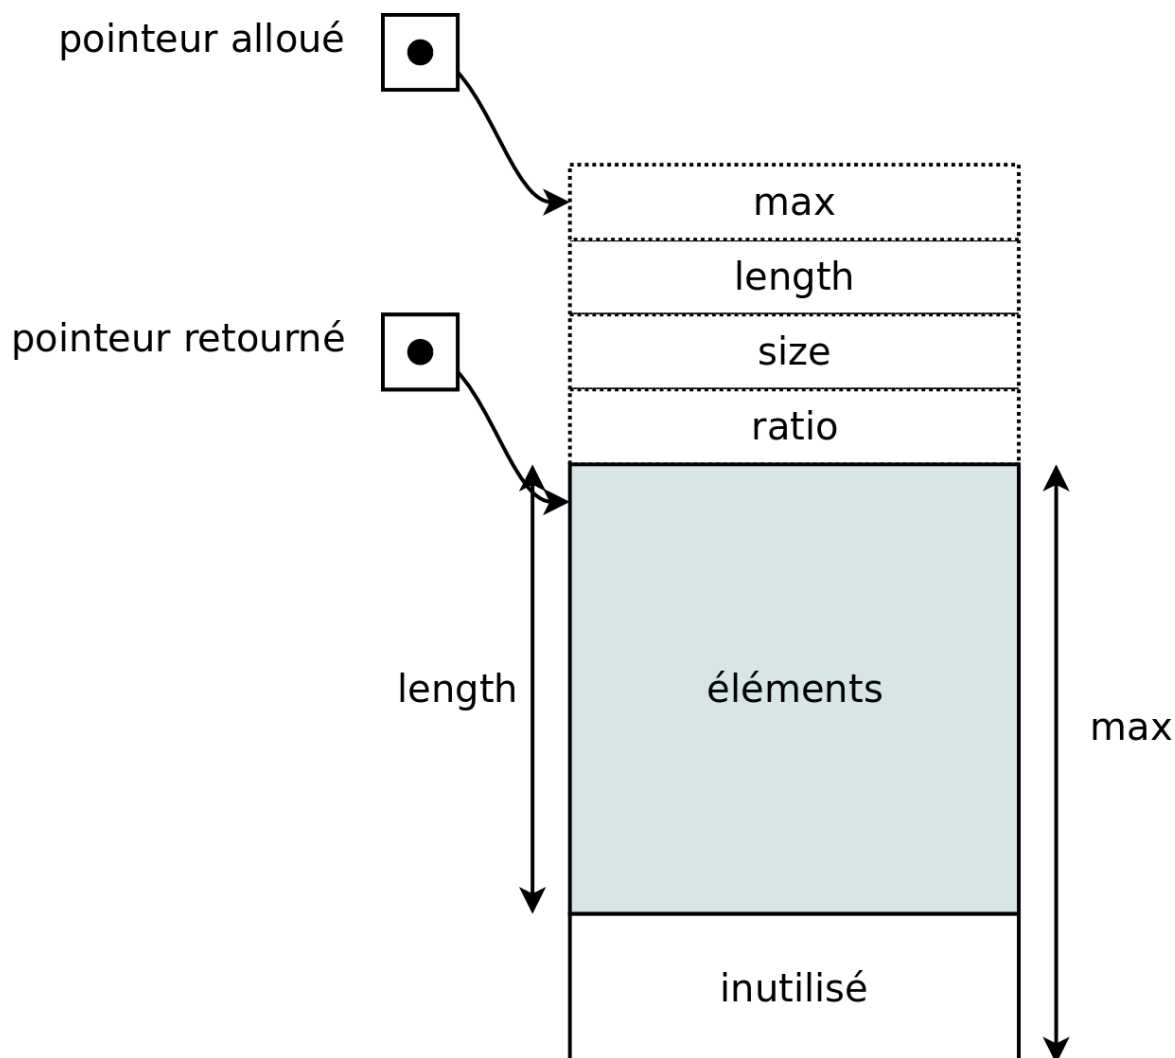 pointeur alloué
max
length
pointeur retourné
size
ratio
length
éléments
max
inutilisé